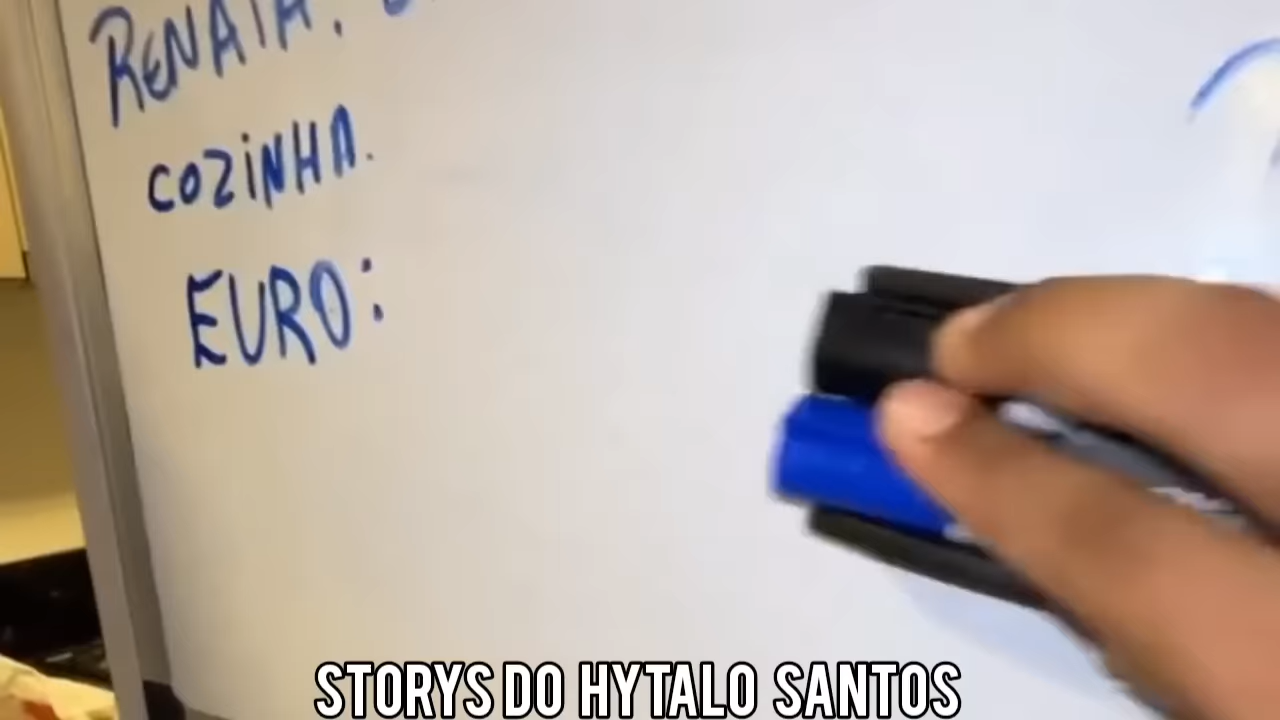 RENATA.
COZINHA.
EURO:
STORYS DO HYTALO SANTOS